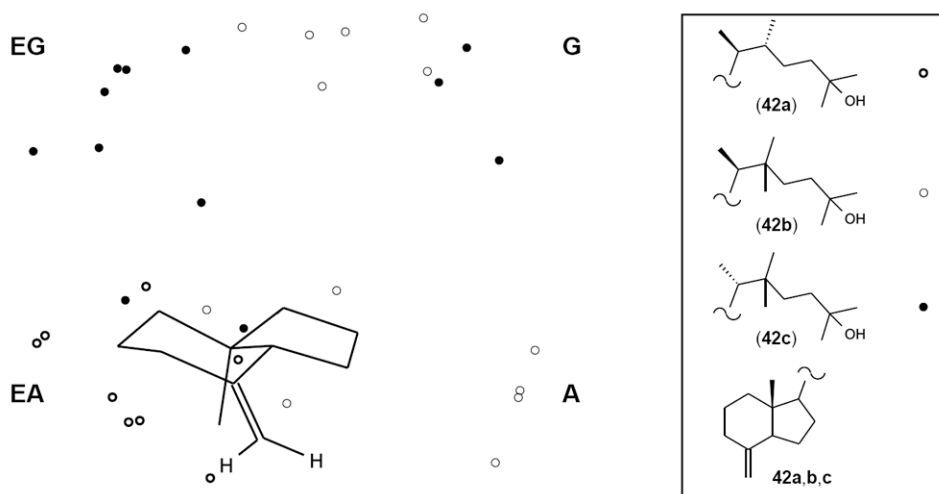 EG
G
EA
A
H
H
OH
(42a)
OH
(42b)
OH
(42c)
42a,b,c